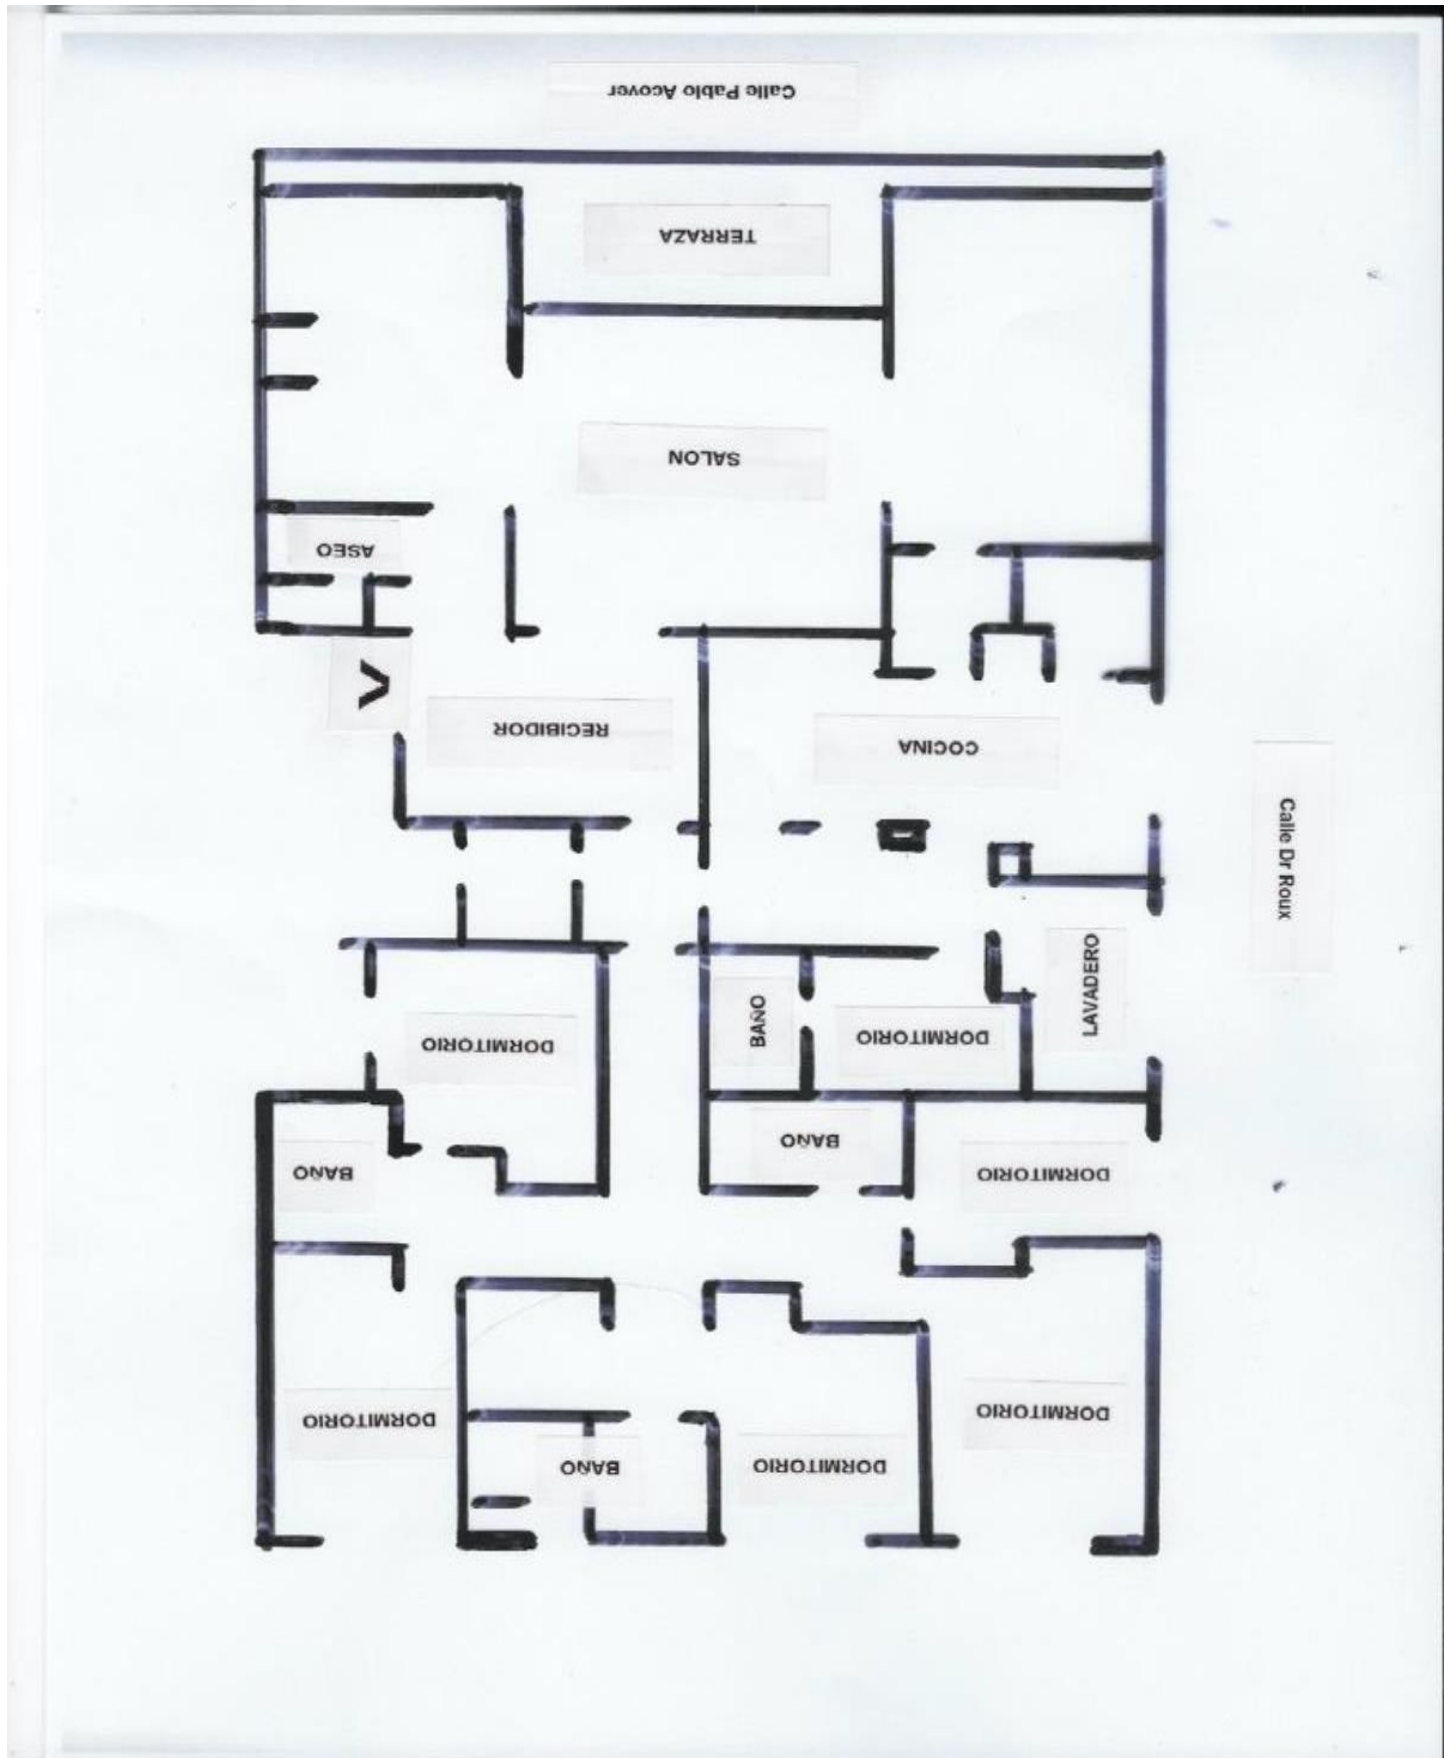 Calle Pablo Acover
TERRAZA
SALON
ASEO
V
RECIBIDOR
COCINA
Calle Dr Roux
LAVADERO
BAÑO
DORMITORIO
DORMITORIO
BAÑO
BAÑO
DORMITORIO
DORMITORIO
DORMITORIO
BAÑO
DORMITORIO